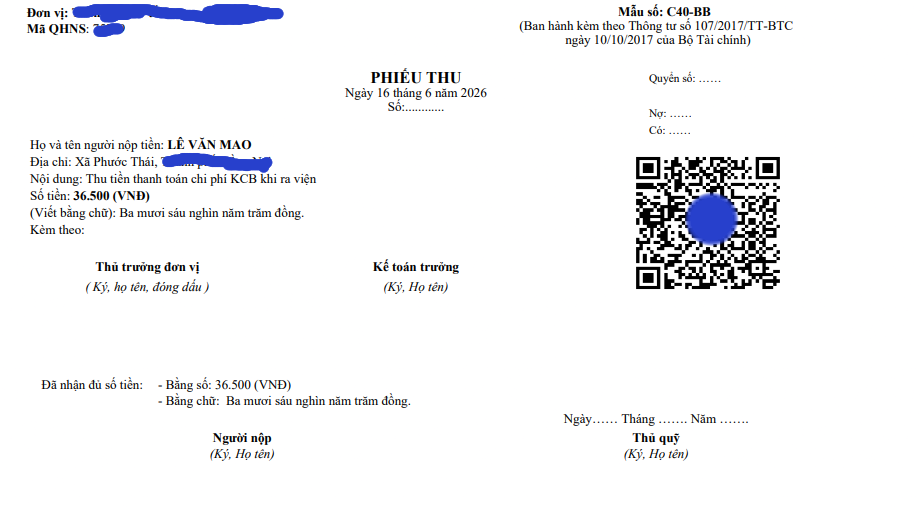 Đơn vị:
Mã QHNS:
Mẫu số: C40-BB
(Ban hành kèm theo Thông tư số 107/2017/TT-BTC
ngày 10/10/2017 của Bộ Tài chính)
PHIẾU THU
Ngày 16 tháng 6 năm 2026
Số:............
Quyển số: ……
Nợ: ……
Có: ……
Họ và tên người nộp tiền: LÊ VĂN MAO
Địa chỉ: Xã Phước Thái,
Nội dung: Thu tiền thanh toán chi phí KCB khi ra viện
Số tiền: 36.500 (VNĐ)
(Viết bằng chữ): Ba mươi sáu nghìn năm trăm đồng.
Kèm theo:
Thủ trưởng đơn vị
( Ký, họ tên, đóng dấu )
Kế toán trưởng
(Ký, Họ tên)
Đã nhận đủ số tiền: - Bằng số: 36.500 (VNĐ)
- Bằng chữ: Ba mươi sáu nghìn năm trăm đồng.
Ngày…… Tháng ……. Năm …….
Người nộp
(Ký, Họ tên)
Thủ quỹ
(Ký, Họ tên)